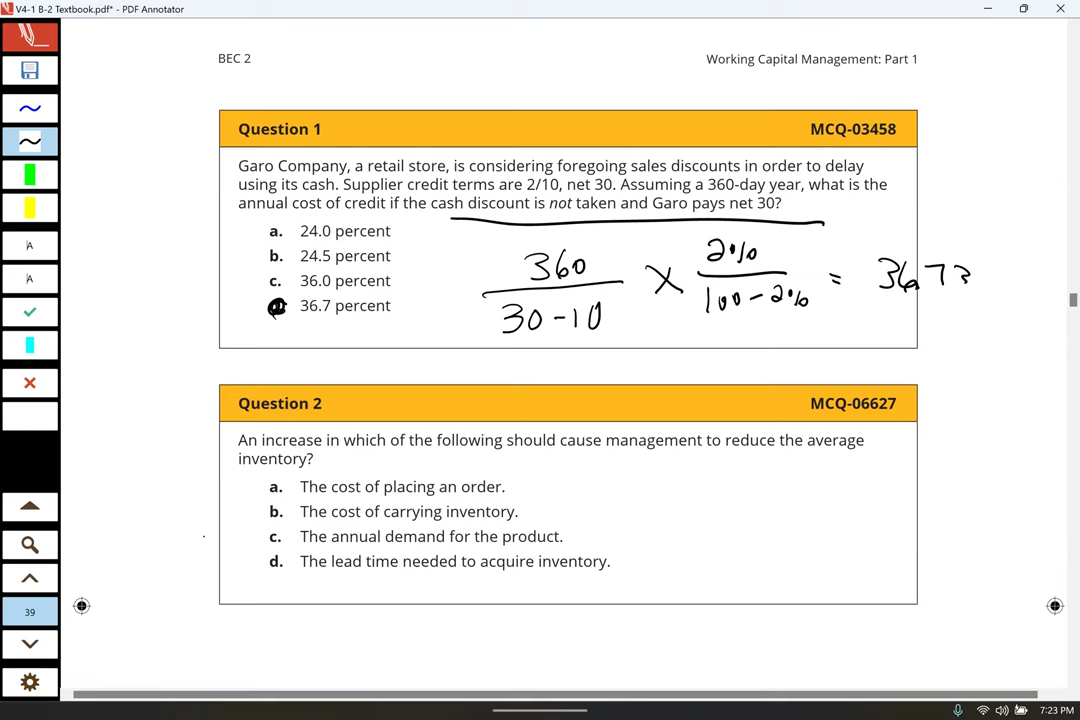 V4-1 B-2 Textbook.pdf* - PDF Annotator
BEC 2
Working Capital Management: Part 1
Question 1
MCQ-03458
Garo Company, a retail store, is considering foregoing sales discounts in order to delay
using its cash. Supplier credit terms are 2/10, net 30. Assuming a 360-day year, what is the
annual cost of credit if the cash discount is not taken and Garo pays net 30?
a. 24.0 percent
b. 24.5 percent
c. 36.0 percent
36.7 percent
360
30-10
X
2%
100-2%
= 36.73
Question 2
MCQ-06627
An increase in which of the following should cause management to reduce the average
inventory?
a. The cost of placing an order.
b. The cost of carrying inventory.
c. The annual demand for the product.
d. The lead time needed to acquire inventory.
A
A
39
7:23 PM